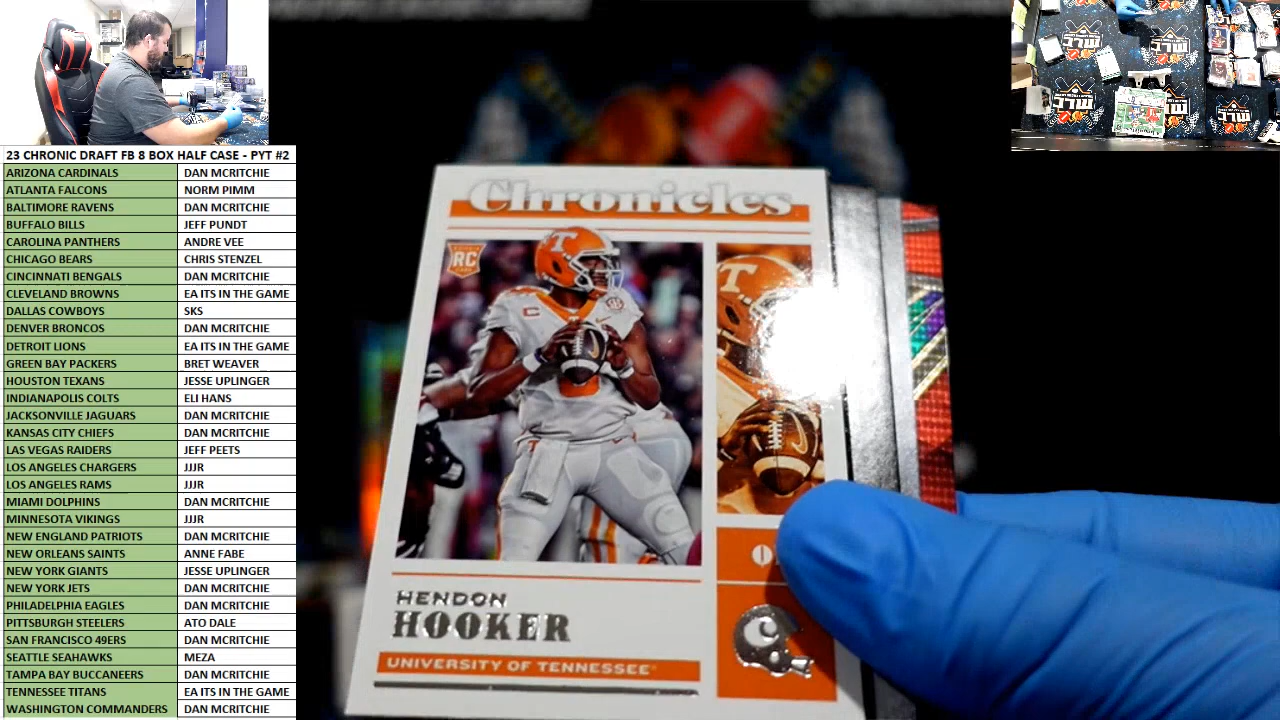 23 CHRONIC DRAFT FB 8 BOX HALF CASE - PYT #2
ARIZONA CARDINALS DAN MCRITCHIE
ATLANTA FALCONS NORM PIMM
BALTIMORE RAVENS DAN MCRITCHIE
BUFFALO BILLS JEFF PUNDT
CAROLINA PANTHERS ANDRE VEE
CHICAGO BEARS CHRIS STENZEL
CINCINNATI BENGALS DAN MCRITCHIE
CLEVELAND BROWNS EA ITS IN THE GAME
DALLAS COWBOYS SKS
DENVER BRONCOS DAN MCRITCHIE
DETROIT LIONS EA ITS IN THE GAME
GREEN BAY PACKERS BRET WEAVER
HOUSTON TEXANS JESSE UPLINGER
INDIANAPOLIS COLTS ELI HANS
JACKSONVILLE JAGUARS DAN MCRITCHIE
KANSAS CITY CHIEFS DAN MCRITCHIE
LAS VEGAS RAIDERS JEFF PEETS
LOS ANGELES CHARGERS JJJR
LOS ANGELES RAMS JJJR
MIAMI DOLPHINS DAN MCRITCHIE
MINNESOTA VIKINGS JJJR
NEW ENGLAND PATRIOTS DAN MCRITCHIE
NEW ORLEANS SAINTS ANNE FABE
NEW YORK GIANTS JESSE UPLINGER
NEW YORK JETS DAN MCRITCHIE
PHILADELPHIA EAGLES DAN MCRITCHIE
PITTSBURGH STEELERS ATO DALE
SAN FRANCISCO 49ERS DAN MCRITCHIE
SEATTLE SEAHAWKS MEZA
TAMPA BAY BUCCANEERS DAN MCRITCHIE
TENNESSEE TITANS EA ITS IN THE GAME
WASHINGTON COMMANDERS DAN MCRITCHIE
Chronicles
RC
T
T
C
HENDON
HOOKER
UNIVERSITY OF TENNESSEE